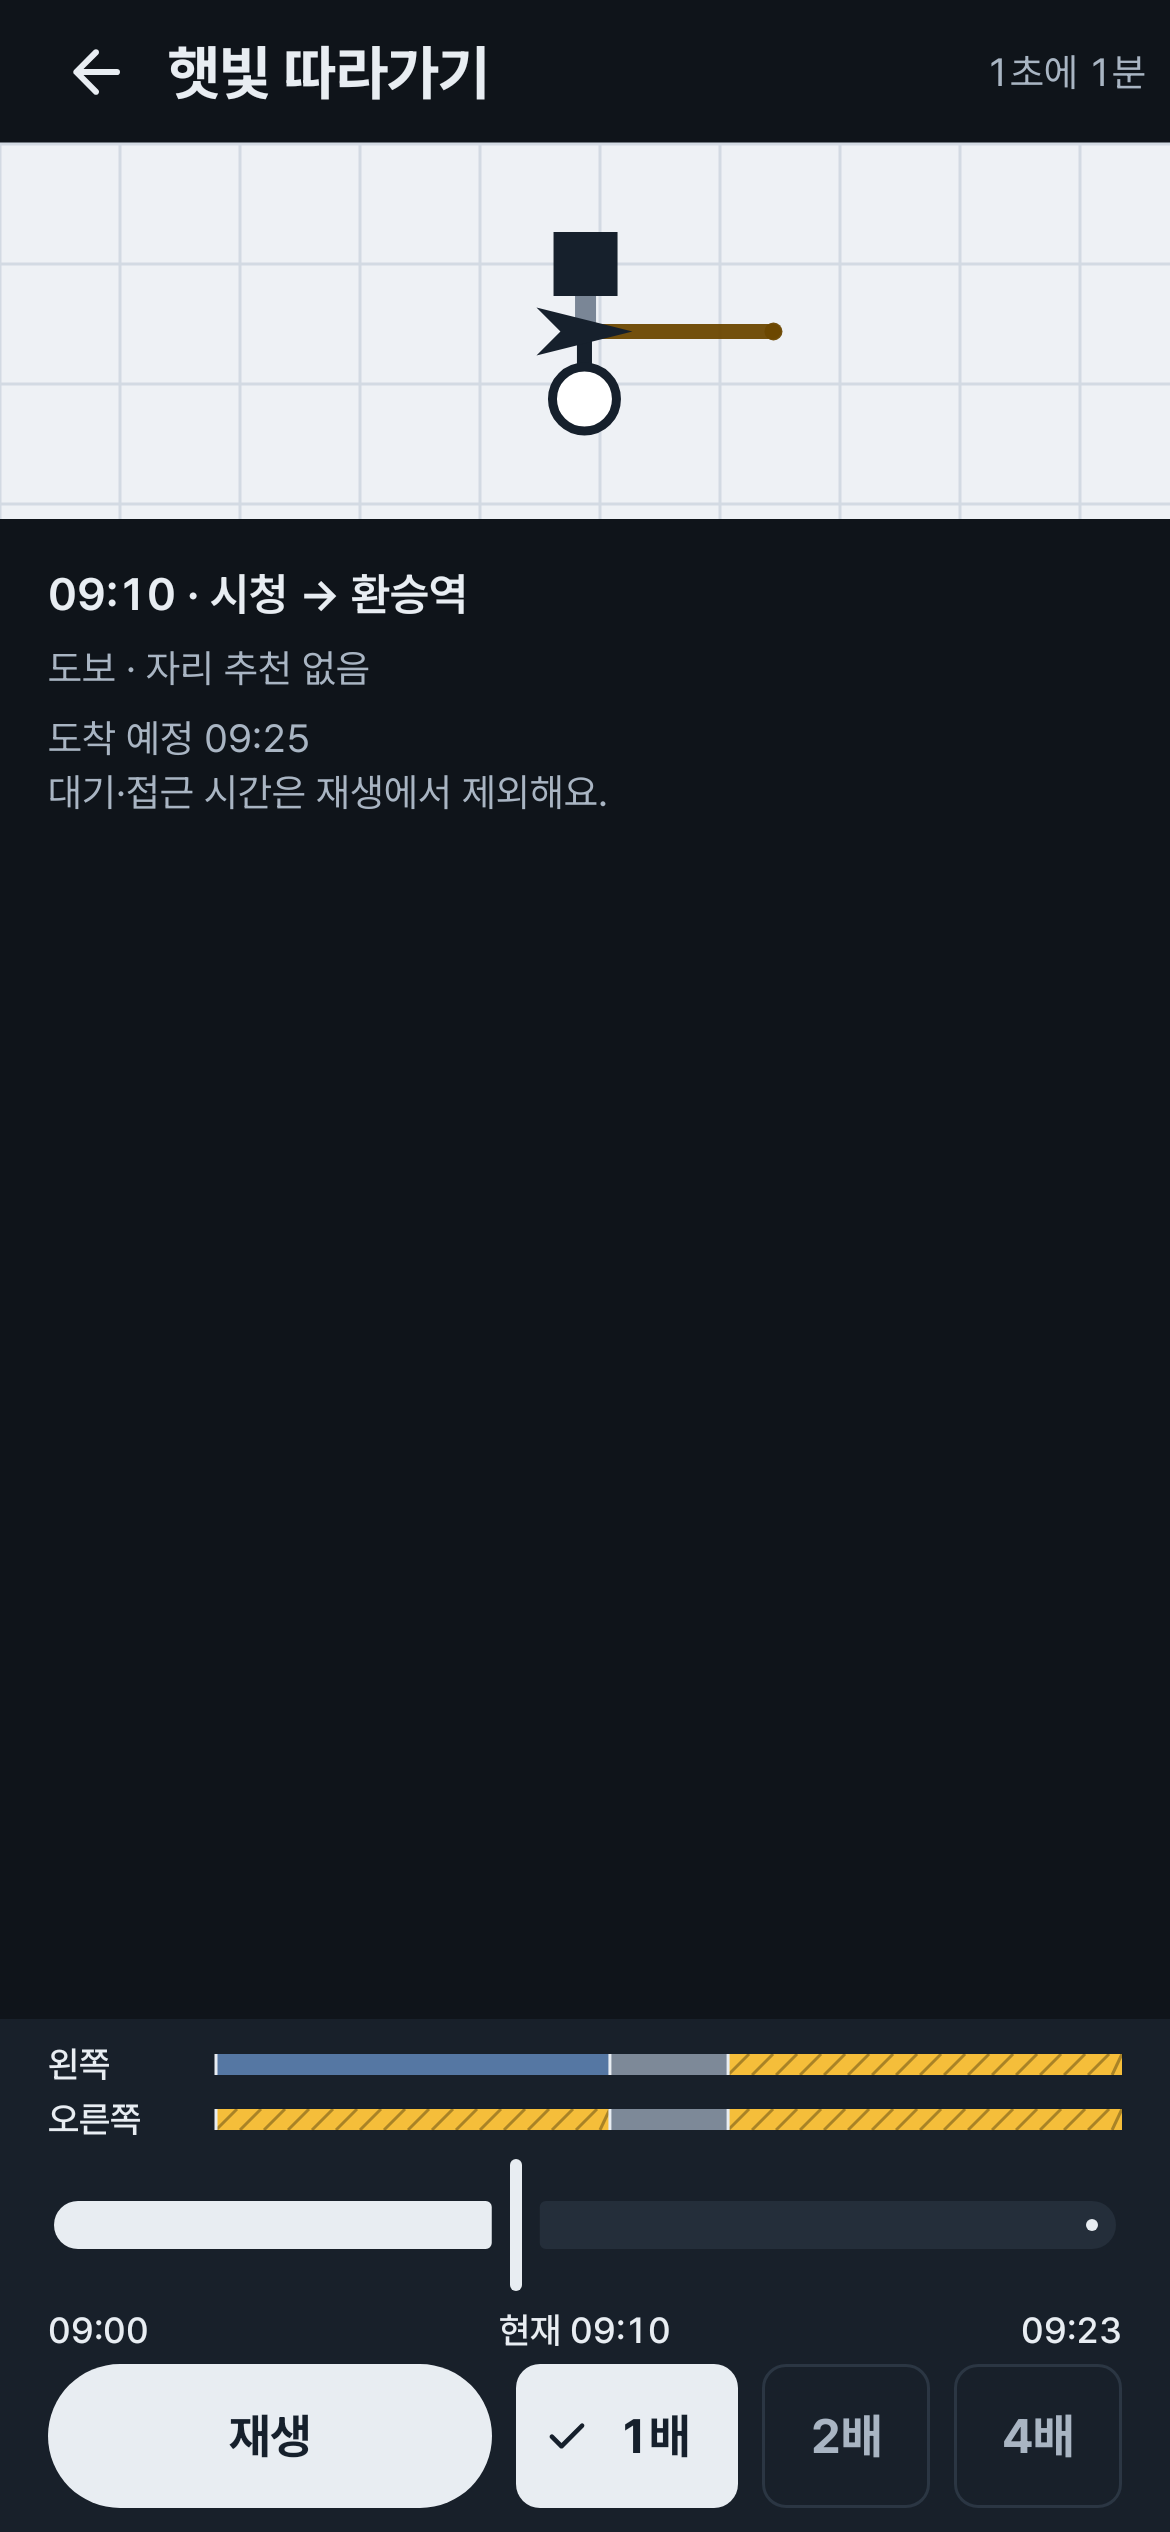 햇빛 따라가기
1초에 1분
09:10 · 시청 → 환승역
도보 · 자리 추천 없음
도착 예정 09:25
대기·접근 시간은 재생에서 제외해요.
왼쪽
오른쪽
09:00
현재 09:10
09:23
재생
1배
2배
4배